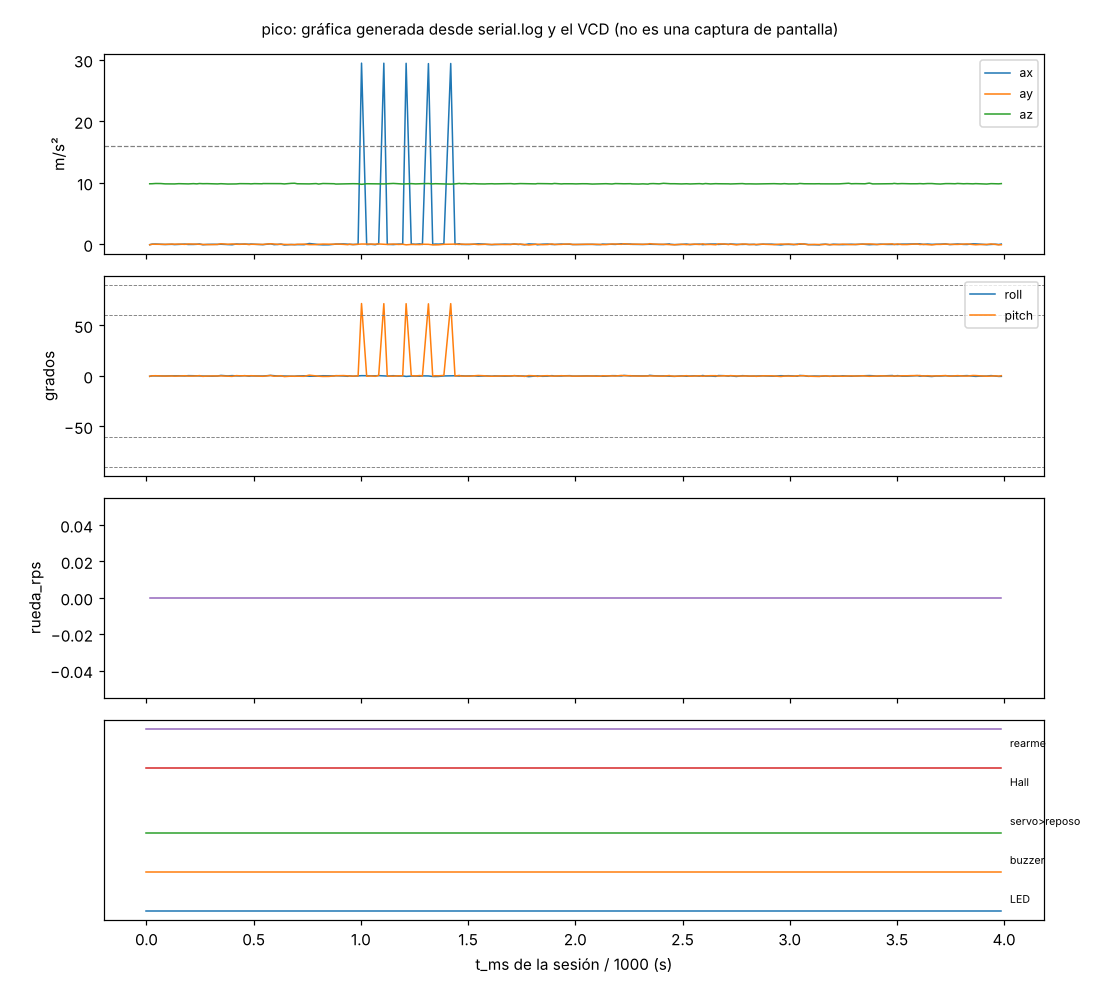 pico: gráfica generada desde serial.log y el VCD (no es una captura de pantalla)
30
20
10
0
m/s²
ax
ay
az
50
0
−50
grados
roll
pitch
0.04
0.02
0.00
−0.02
−0.04
rueda_rps
rearme
Hall
servo>reposo
buzzer
LED
0.0 0.5 1.0 1.5 2.0 2.5 3.0 3.5 4.0
t_ms de la sesión / 1000 (s)